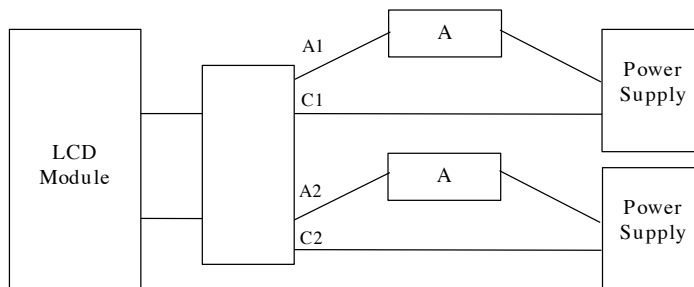 A1
A
C1
Power
Supply
LCD
Module
A2
A
C2
Power
Supply